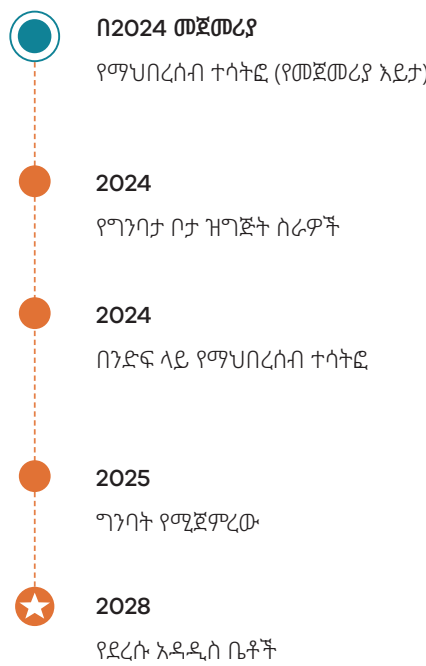 በ2024 መጀመሪያ
የማህበረሰብ ተሳትፎ (የመጀመሪያ እይታ)
2024
የግንባታ ቦታ ዝግጅት ስራዎች
2024
በንድፍ ላይ የማህበረሰብ ተሳትፎ
2025
ግንባት የሚጀምረው
2028
የደረሱ አዳዲስ ቤቶች